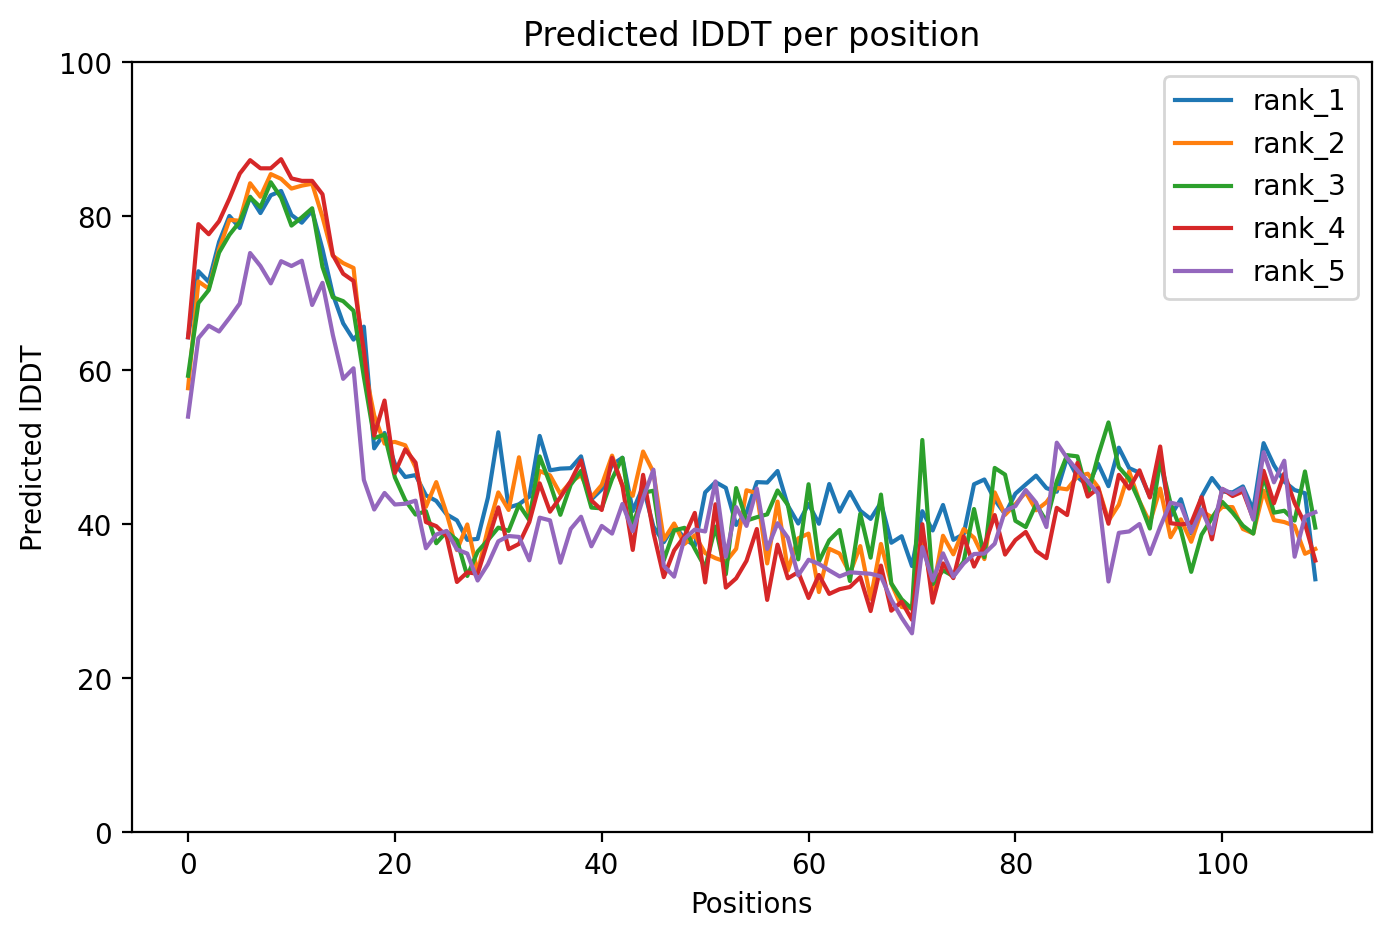 Predicted lDDT per position
100
80
60
40
20
0
Predicted lDDT
0 20 40 60 80 100
Positions
rank_1
rank_2
rank_3
rank_4
rank_5